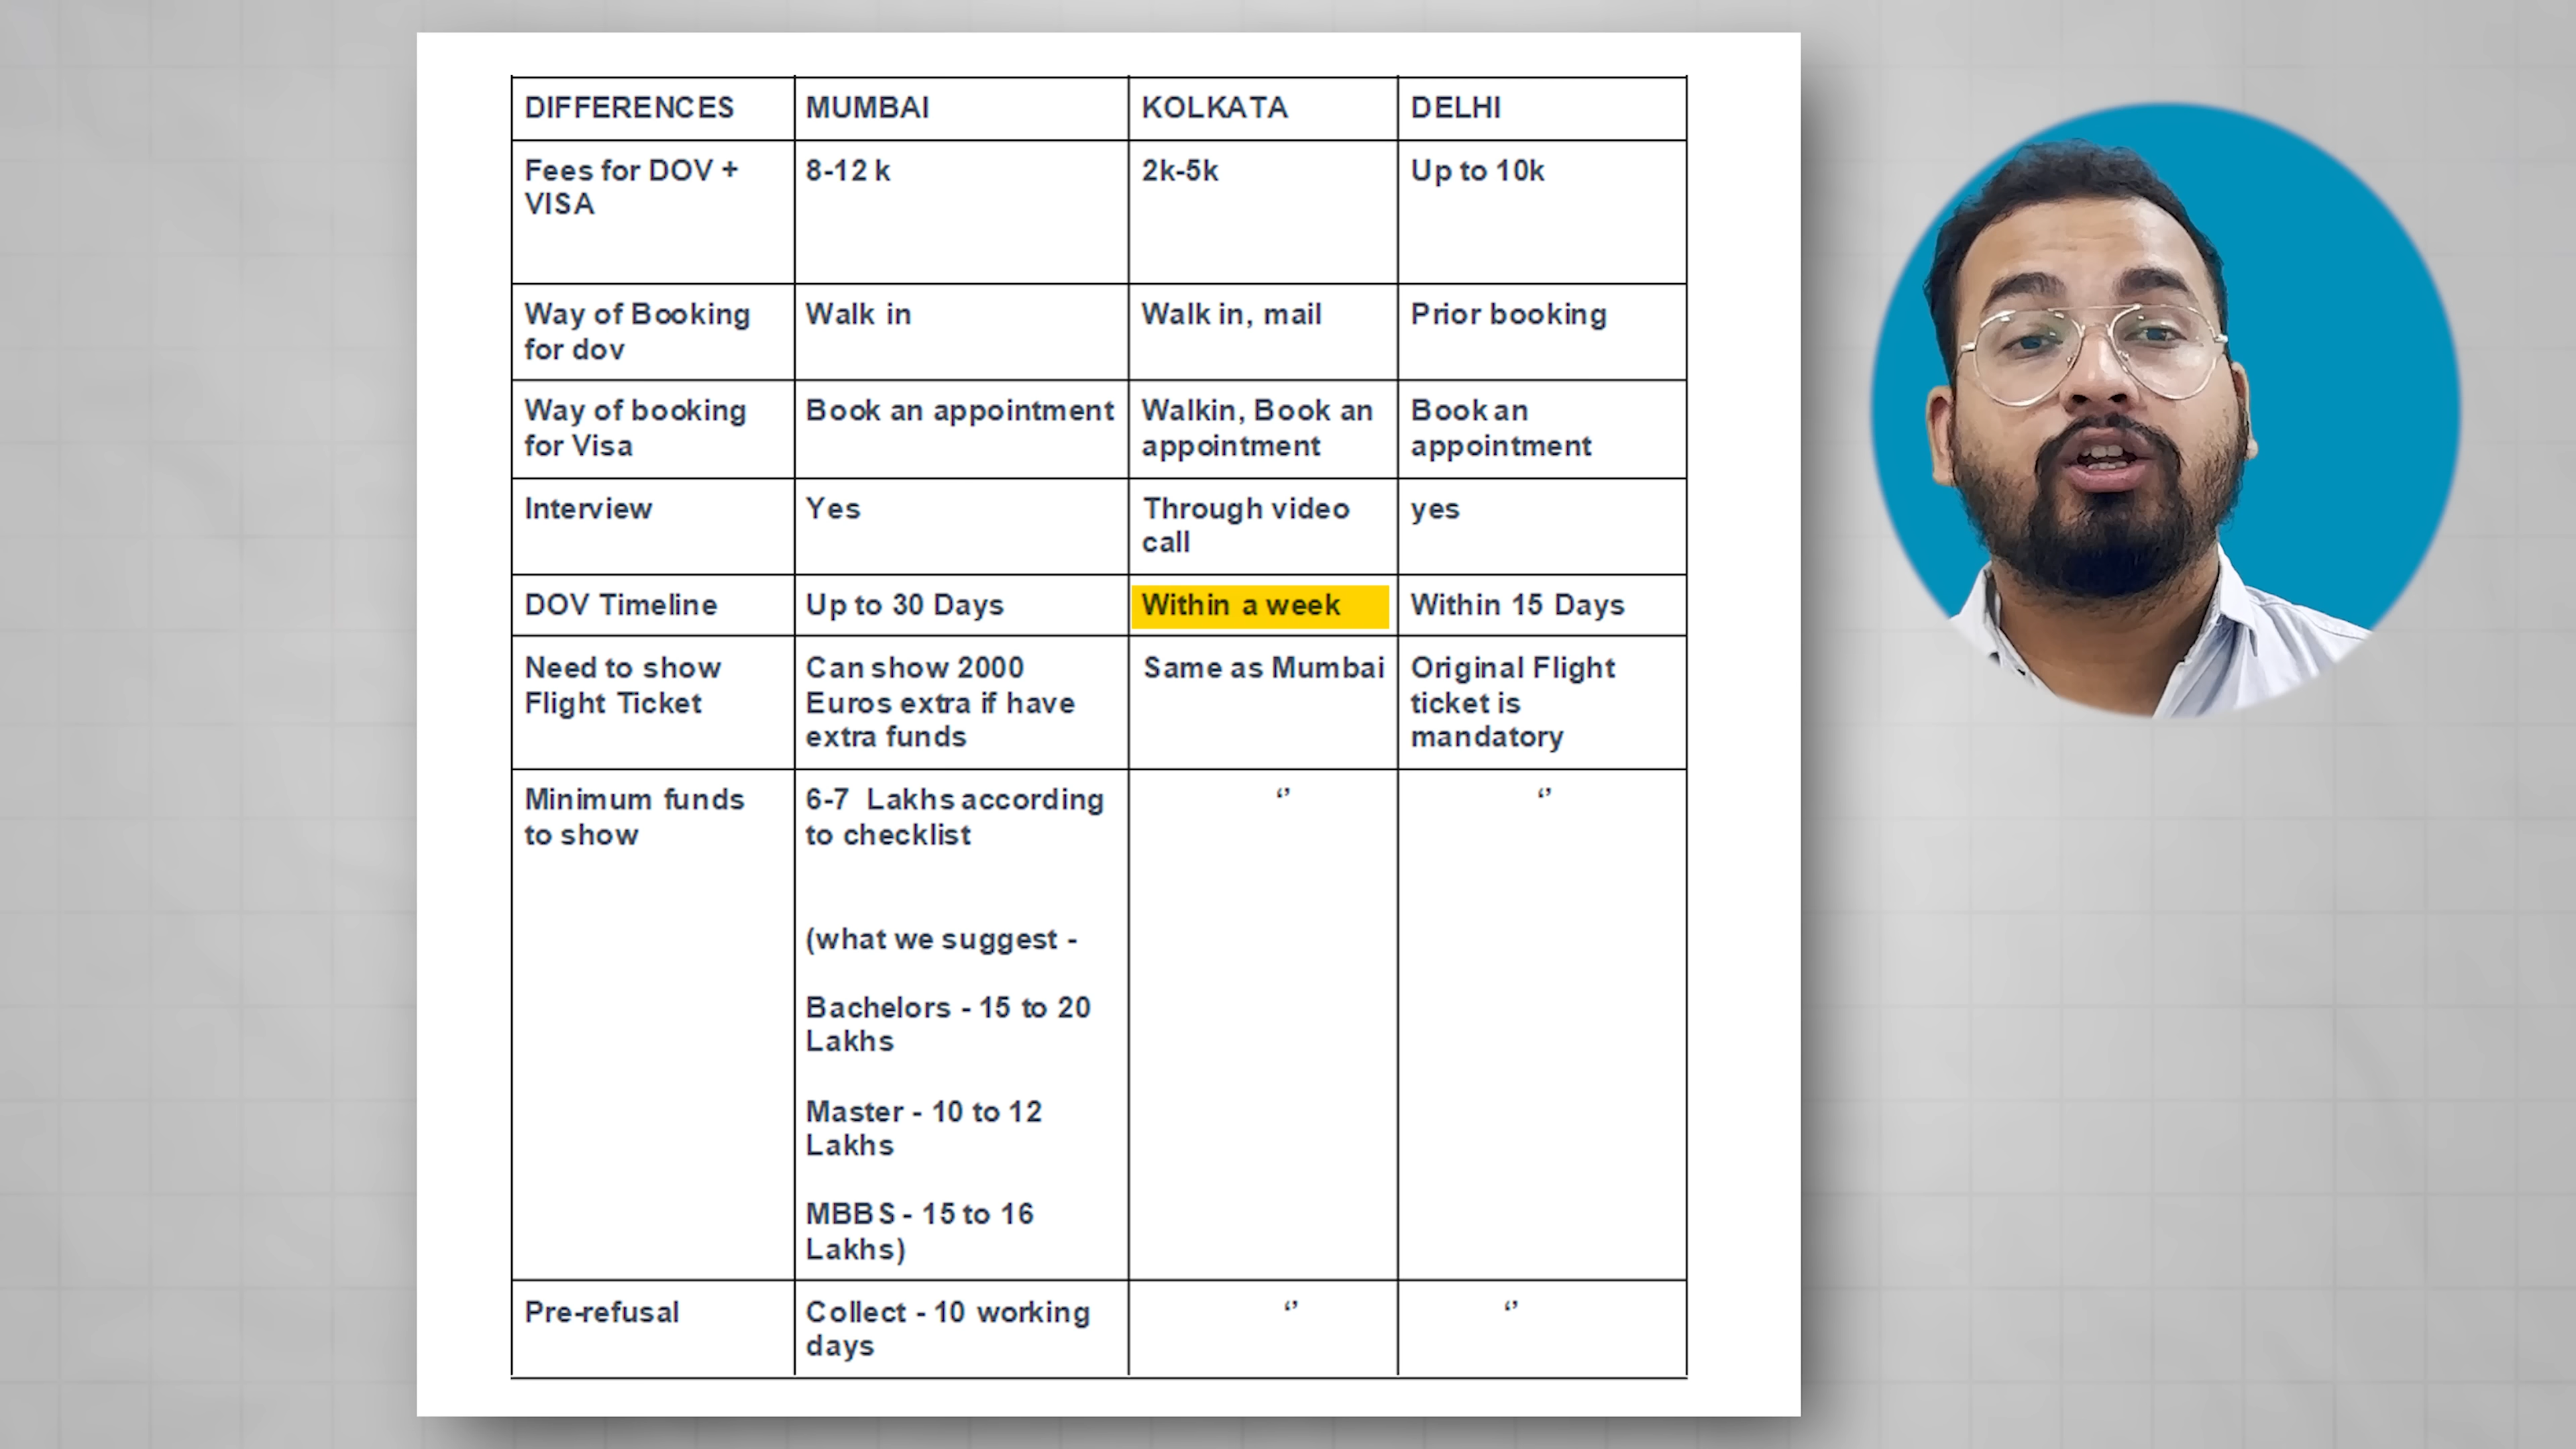 DIFFERENCES
MUMBAI
KOLKATA
DELHI
Fees for DOV +
VISA
8-12 k
2k-5k
Up to 10k
Way of Booking
for dov
Walk in
Walk in, mail
Prior booking
Way of booking
for Visa
Book an appointment
Walkin, Book an
appointment
Book an
appointment
Interview
Yes
Through video
call
yes
DOV Timeline
Up to 30 Days
Within a week
Within 15 Days
Need to show
Flight Ticket
Can show 2000
Euros extra if have
extra funds
Same as Mumbai
Original Flight
ticket is
mandatory
Minimum funds
to show
6-7 Lakhs according
to checklist
(what we suggest -
Bachelors - 15 to 20
Lakhs
Master - 10 to 12
Lakhs
MBBS - 15 to 16
Lakhs)
‘’
‘’
Pre-refusal
Collect - 10 working
days
‘’
‘’